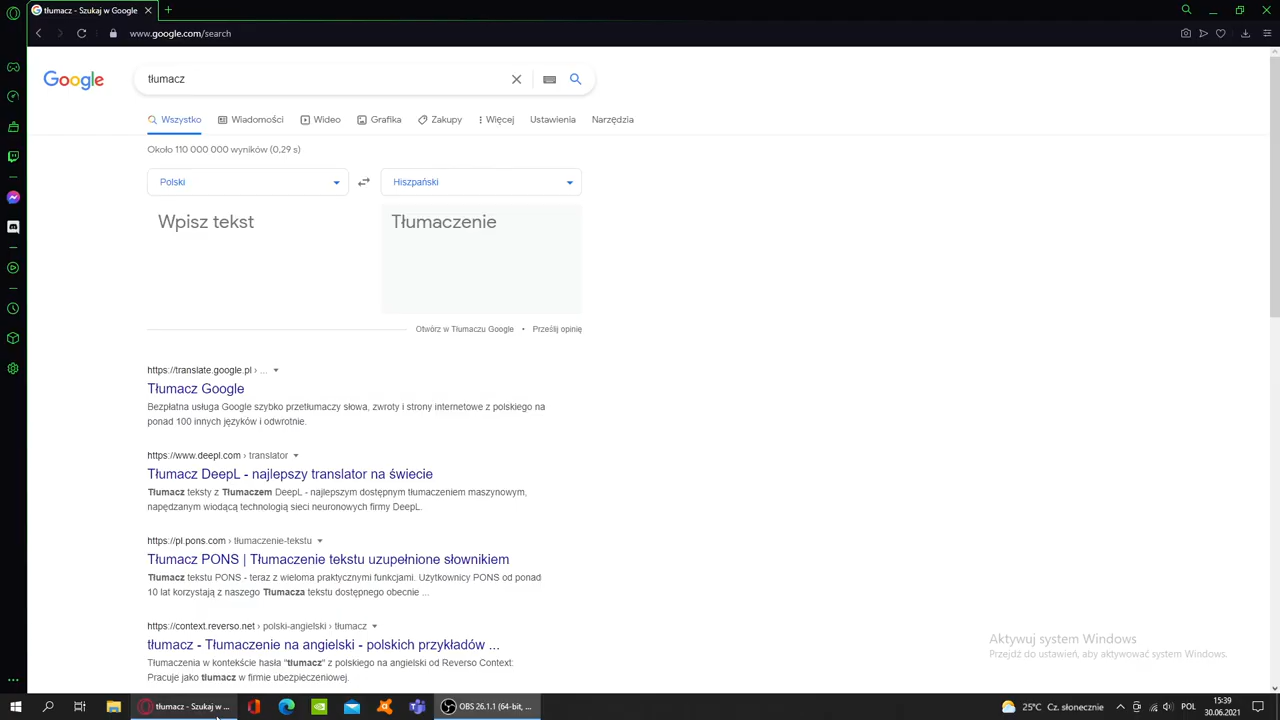 tłumacz - Szukaj w Google
www.google.com/search
Google
tłumacz
Wszystko
Wiadomości
Wideo
Grafika
Zakupy
Więcej
Ustawienia
Narzędzia
Około 110 000 000 wyników (0,29 s)
Polski
Hiszpański
Wpisz tekst
Tłumaczenie
Otwórz w Tłumaczu Google • Prześlij opinię
https://translate.google.pl › ...
Tłumacz Google
Bezpłatna usługa Google szybko przetłumaczy słowa, zwroty i strony internetowe z polskiego na
ponad 100 innych języków i odwrotnie.
https://www.deepl.com › translator
Tłumacz DeepL - najlepszy translator na świecie
Tłumacz teksty z Tłumaczem DeepL - najlepszym dostępnym tłumaczeniem maszynowym,
napędzanym wiodącą technologią sieci neuronowych firmy DeepL.
https://pl.pons.com › tłumaczenie-tekstu
Tłumacz PONS | Tłumaczenie tekstu uzupełnione słownikiem
Tłumacz tekstu PONS - teraz z wieloma praktycznymi funkcjami. Użytkownicy PONS od ponad
10 lat korzystają z naszego Tłumacza tekstu dostępnego obecnie ...
https://context.reverso.net › polski-angielski › tłumacz
tłumacz - Tłumaczenie na angielski - polskich przykładów ...
Tłumaczenia w kontekście hasła "tłumacz" z polskiego na angielski od Reverso Context:
Pracuje jako tłumacz w firmie ubezpieczeniowej.
Aktywuj system Windows
Przejdź do ustawień, aby aktywować system Windows.
tłumacz - Szukaj w ...
OBS 26.1.1 (64-bit, ...
25°C Cz. słonecznie
POL
15:39
30.06.2021